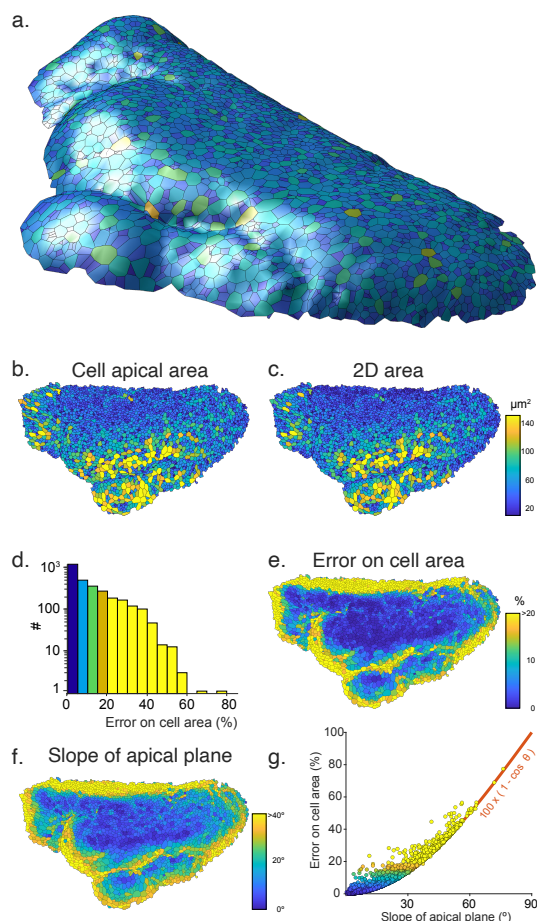 a.
b. Cell apical area
c. 2D area
µm²
140
100
60
20
d.
#
10³
100
10
1
0 20 40 60 80
Error on cell area (%)
e. Error on cell area
%
>20
10
0
f. Slope of apical plane
>40°
20°
0°
g.
Error on cell area (%)
100
80
60
40
20
0
100 x ( 1 - cos θ )
30 60 90
Slope of apical plane (º)